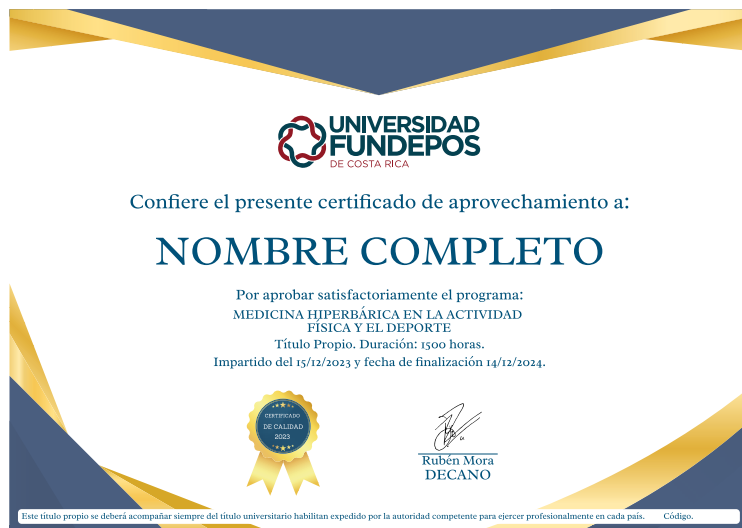 UNIVERSIDAD
FUNDEPOS
DE COSTA RICA
Confiere el presente certificado de aprovechamiento a:
NOMBRE COMPLETO
Por aprobar satisfactoriamente el programa:
MEDICINA HIPERBÁRICA EN LA ACTIVIDAD
FÍSICA Y EL DEPORTE
Título Propio. Duración: 1500 horas.
Impartido del 15/12/2023 y fecha de finalización 14/12/2024.
CERTIFICADO
DE CALIDAD
2023
Rubén Mora
DECANO
Este título propio se deberá acompañar siempre del título universitario habilitan expedido por la autoridad competente para ejercer profesionalmente en cada país. Código.